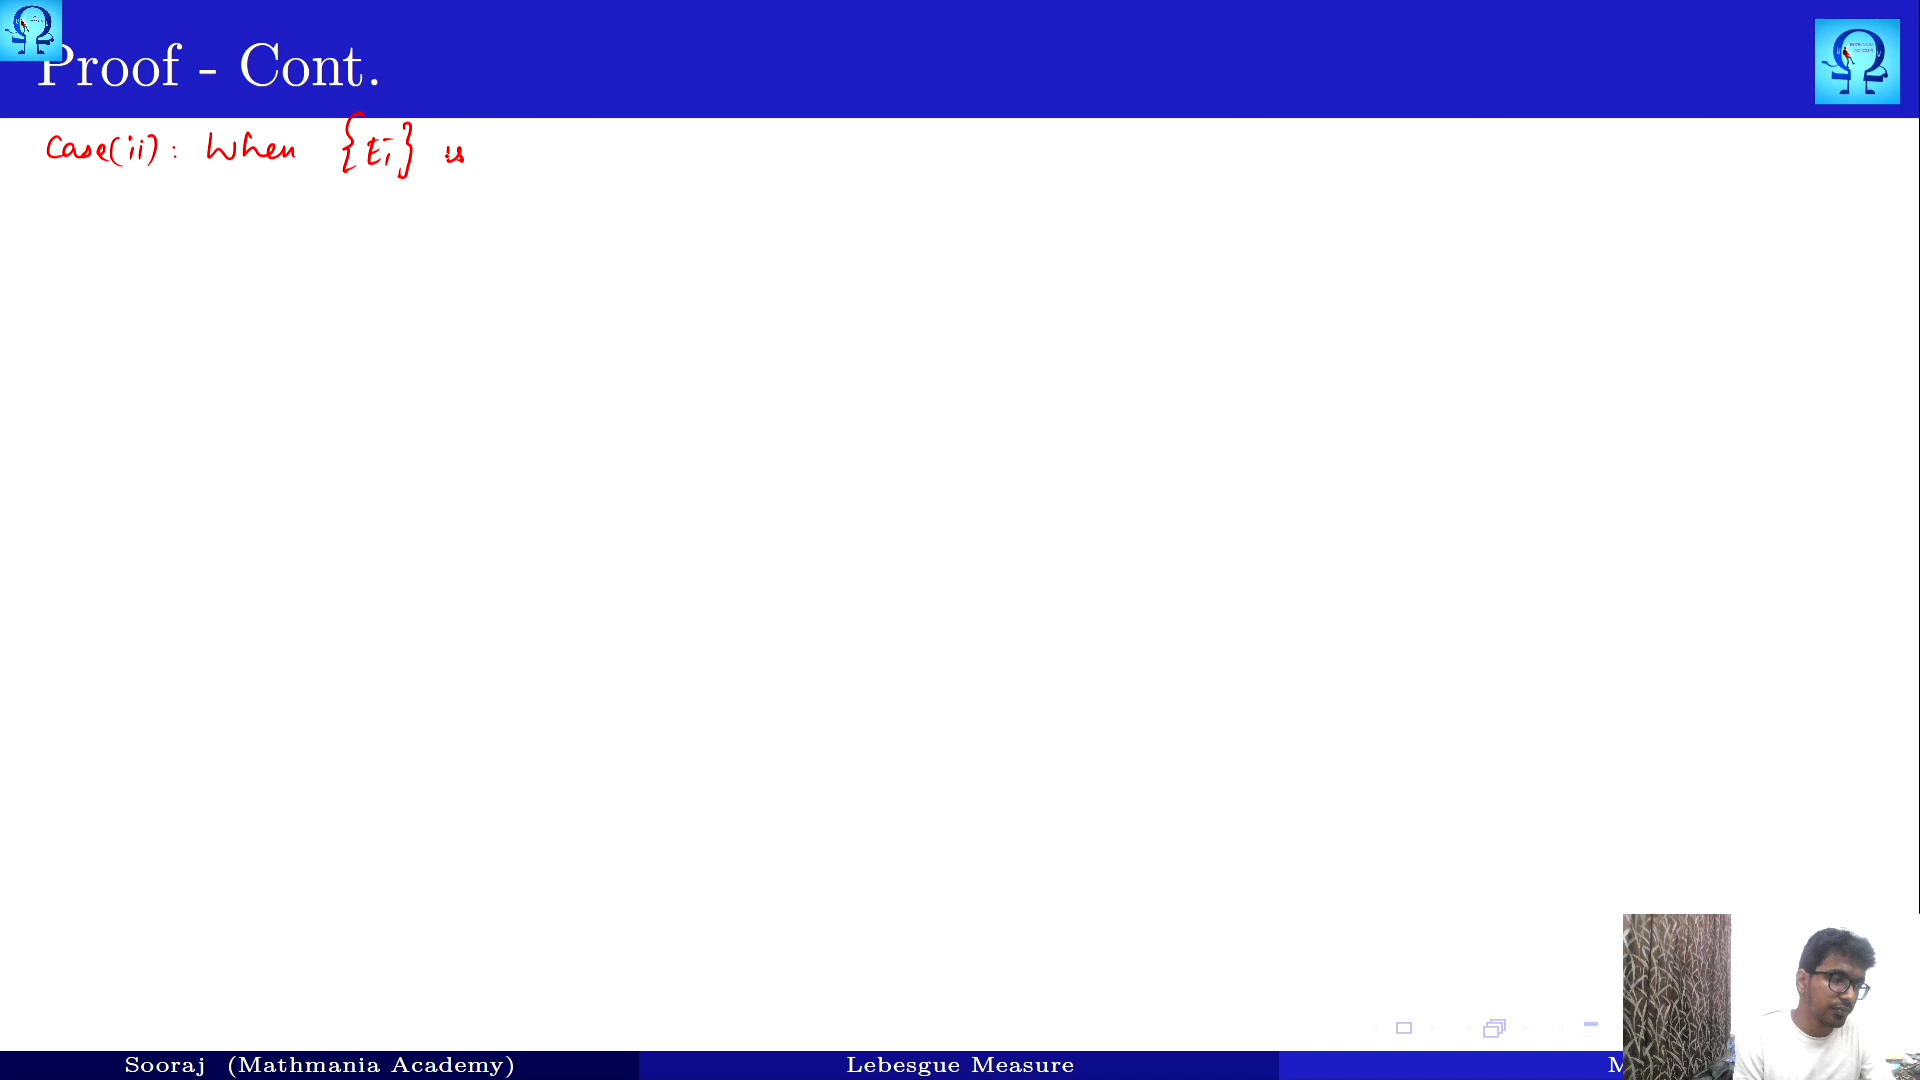 Proof - Cont.
Case(ii): When {Ei} is
Sooraj (Mathmania Academy)
Lebesgue Measure
M